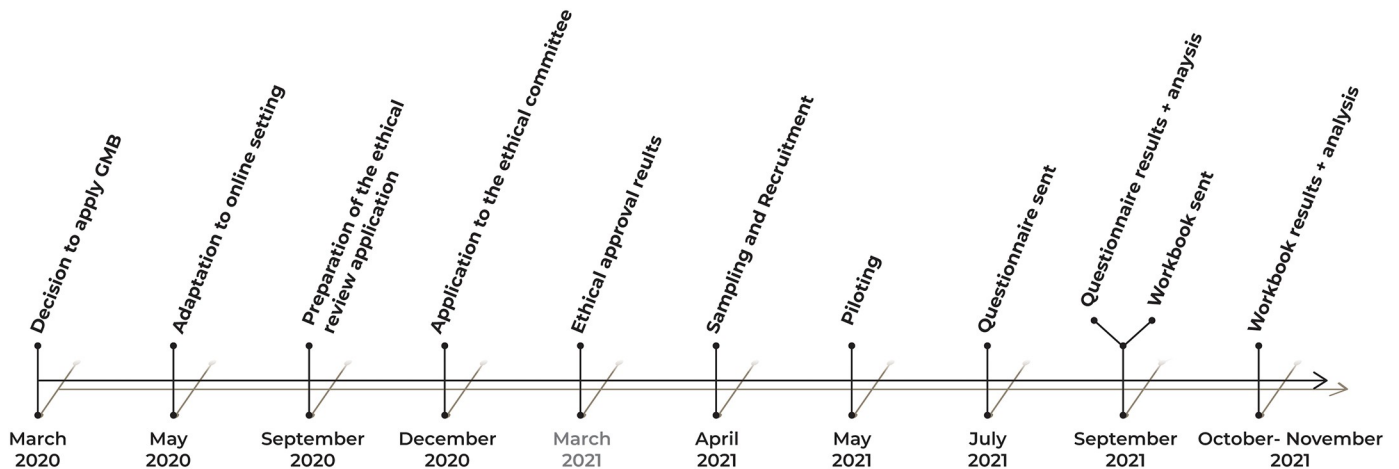 Decision to apply GMB
Adaptation to online setting
Preparation of the ethical
review application
Application to the ethical committee
Ethical approval reults
Sampling and Recruitment
Piloting
Questionnaire sent
Questionnaire results + anaysis
Workbook sent
Workbook results + analysis
March
2020
May
2020
September
2020
December
2020
March
2021
April
2021
May
2021
July
2021
September
2021
October- November
2021